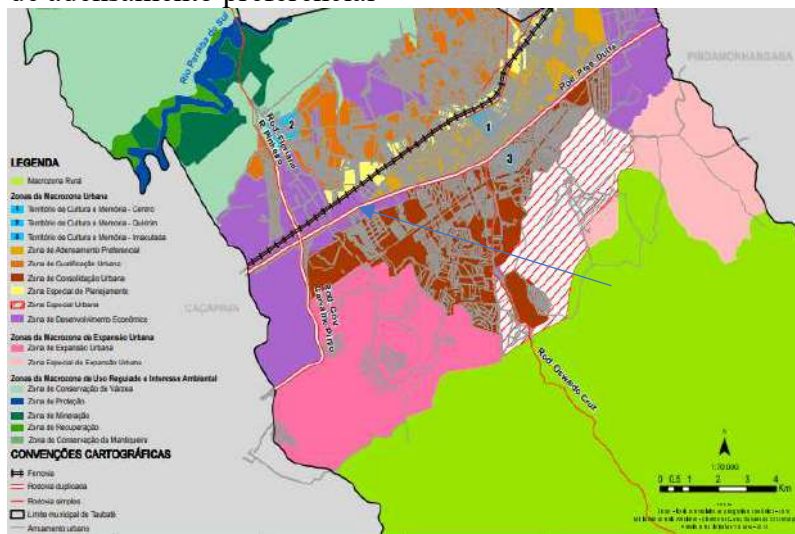 de adensamento preferencial
Rio Paraíba do Sul
PINDAMONHANGABA
Rod. Pres. Dutra
2
1
3
LEGENDA
Macrozona Rural
Zonas da Macrozona Urbana
1 Território de Cultura e Memória - Centro
Território de Cultura e Memória - Quiririm
Território de Cultura e Memória - Imaculada
Zona de Adensamento Preferencial
Zona de Qualificação Urbana
Zona de Consolidação Urbana
Zona Especial de Planejamento
Zona Especial Urbana
Zona de Desenvolvimento Econômico
CAÇAPAVA
Rod. Gov. Carvalho Pinto
Zonas da Macrozona de Expansão Urbana
Zona de Expansão Urbana
Zona Especial de Expansão Urbana
Rod. Oswaldo Cruz
Zonas da Macrozona de Uso Regulado e Interesse Ambiental
Zona de Conservação da Várzea
Zona de Proteção
Zona de Mineração
Zona de Recuperação
Zona de Conservação da Mantiqueira
CONVENÇÕES CARTOGRÁFICAS
Ferrovia
Rodovia duplicada
Rodovia simples
Limite municipal de Taubaté
Arruamento urbano
N
0 0,5 1 2 3 4
Km